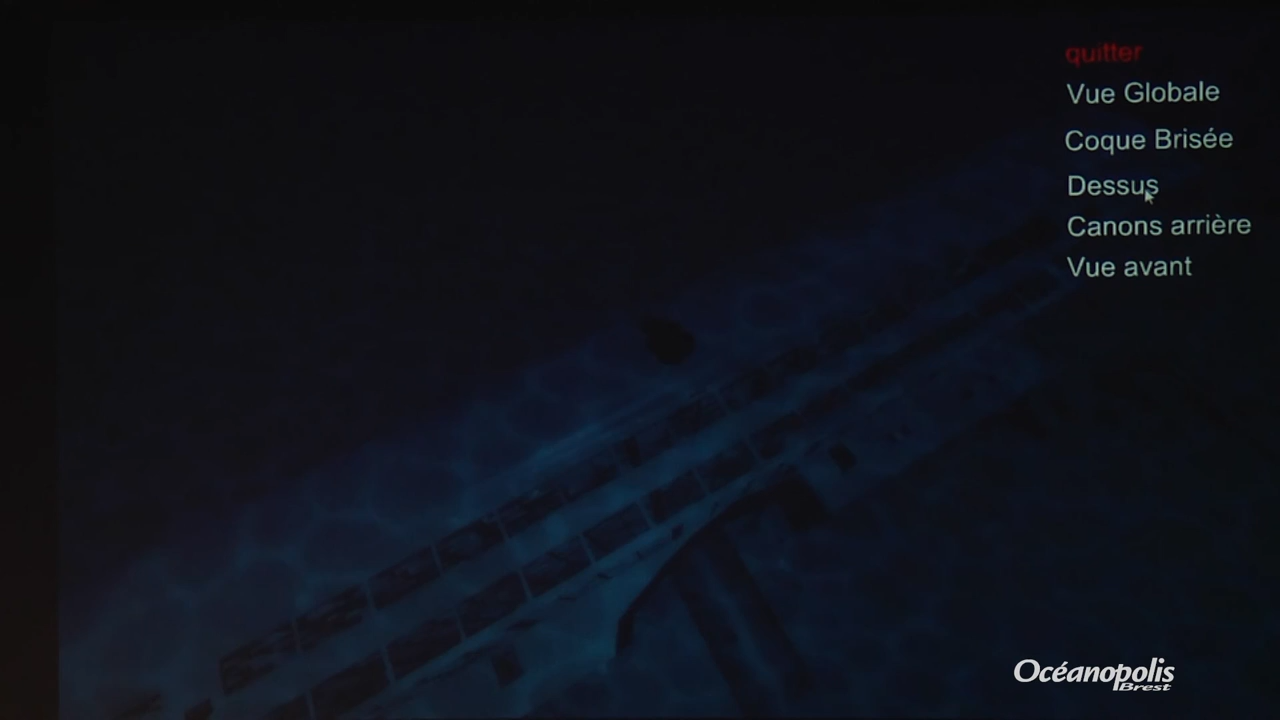 quitter
Vue Globale
Coque Brisée
Dessus
Canons arrière
Vue avant
Océanopolis
Brest